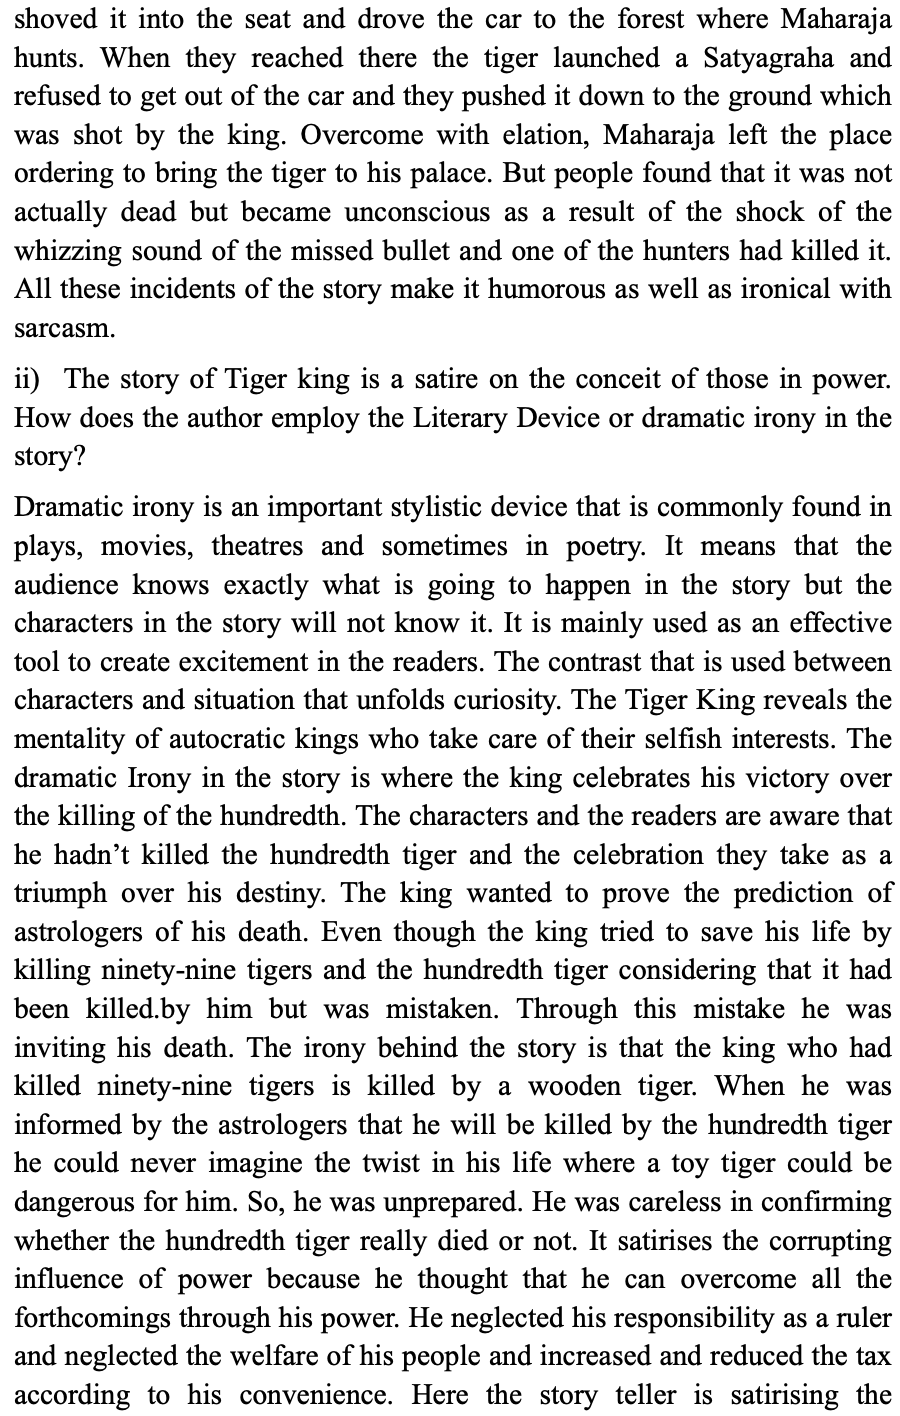 shoved it into the seat and drove the car to the forest where Maharaja
hunts. When they reached there the tiger launched a Satyagraha and
refused to get out of the car and they pushed it down to the ground which
was shot by the king. Overcome with elation, Maharaja left the place
ordering to bring the tiger to his palace. But people found that it was not
actually dead but became unconscious as a result of the shock of the
whizzing sound of the missed bullet and one of the hunters had killed it.
All these incidents of the story make it humorous as well as ironical with
sarcasm.
ii) The story of Tiger king is a satire on the conceit of those in power.
How does the author employ the Literary Device or dramatic irony in the
story?
Dramatic irony is an important stylistic device that is commonly found in
plays, movies, theatres and sometimes in poetry. It means that the
audience knows exactly what is going to happen in the story but the
characters in the story will not know it. It is mainly used as an effective
tool to create excitement in the readers. The contrast that is used between
characters and situation that unfolds curiosity. The Tiger King reveals the
mentality of autocratic kings who take care of their selfish interests. The
dramatic Irony in the story is where the king celebrates his victory over
the killing of the hundredth. The characters and the readers are aware that
he hadn’t killed the hundredth tiger and the celebration they take as a
triumph over his destiny. The king wanted to prove the prediction of
astrologers of his death. Even though the king tried to save his life by
killing ninety-nine tigers and the hundredth tiger considering that it had
been killed.by him but was mistaken. Through this mistake he was
inviting his death. The irony behind the story is that the king who had
killed ninety-nine tigers is killed by a wooden tiger. When he was
informed by the astrologers that he will be killed by the hundredth tiger
he could never imagine the twist in his life where a toy tiger could be
dangerous for him. So, he was unprepared. He was careless in confirming
whether the hundredth tiger really died or not. It satirises the corrupting
influence of power because he thought that he can overcome all the
forthcomings through his power. He neglected his responsibility as a ruler
and neglected the welfare of his people and increased and reduced the tax
according to his convenience. Here the story teller is satirising the